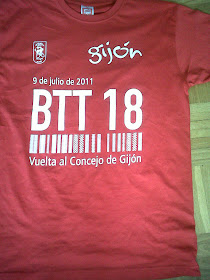 gijón
9 de julio de 2011
BTT 18
Vuelta al Concejo de Gijón